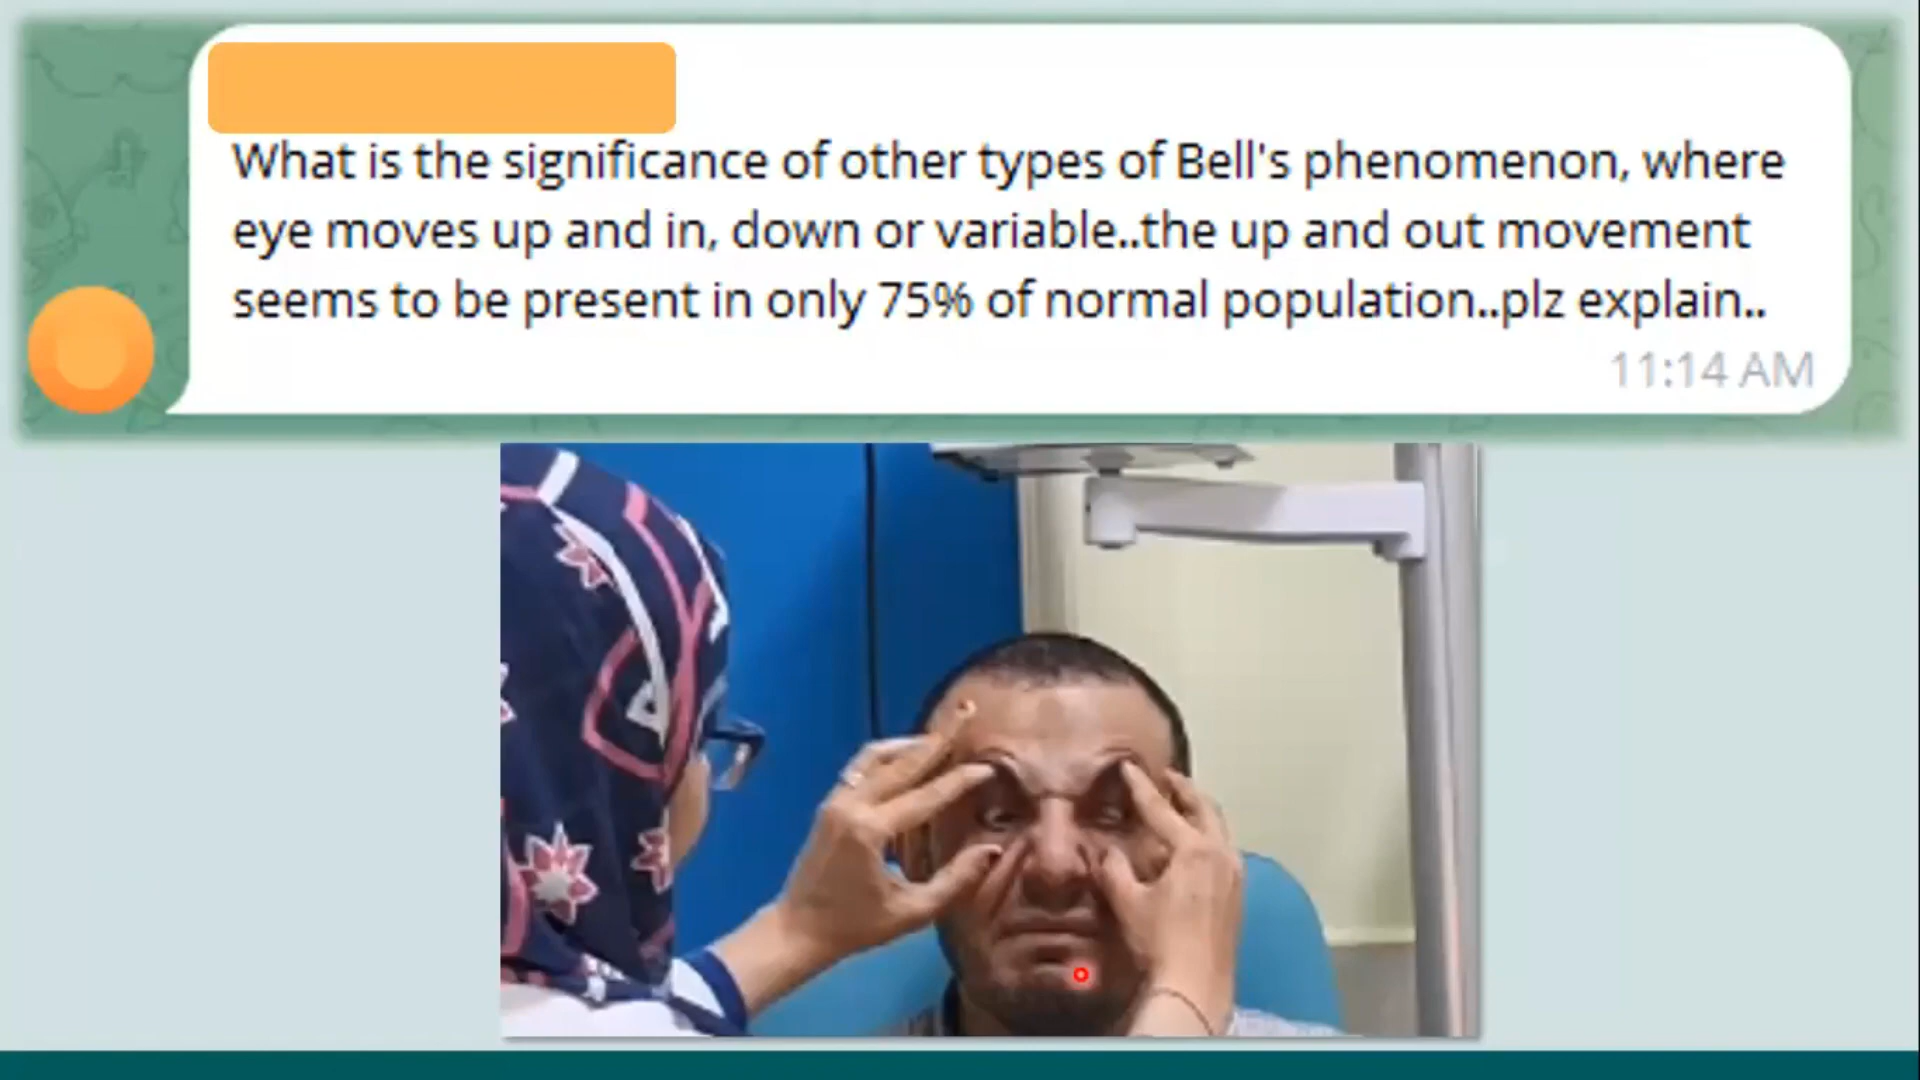 What is the significance of other types of Bell's phenomenon, where
eye moves up and in, down or variable..the up and out movement
seems to be present in only 75% of normal population..plz explain..
11:14 AM